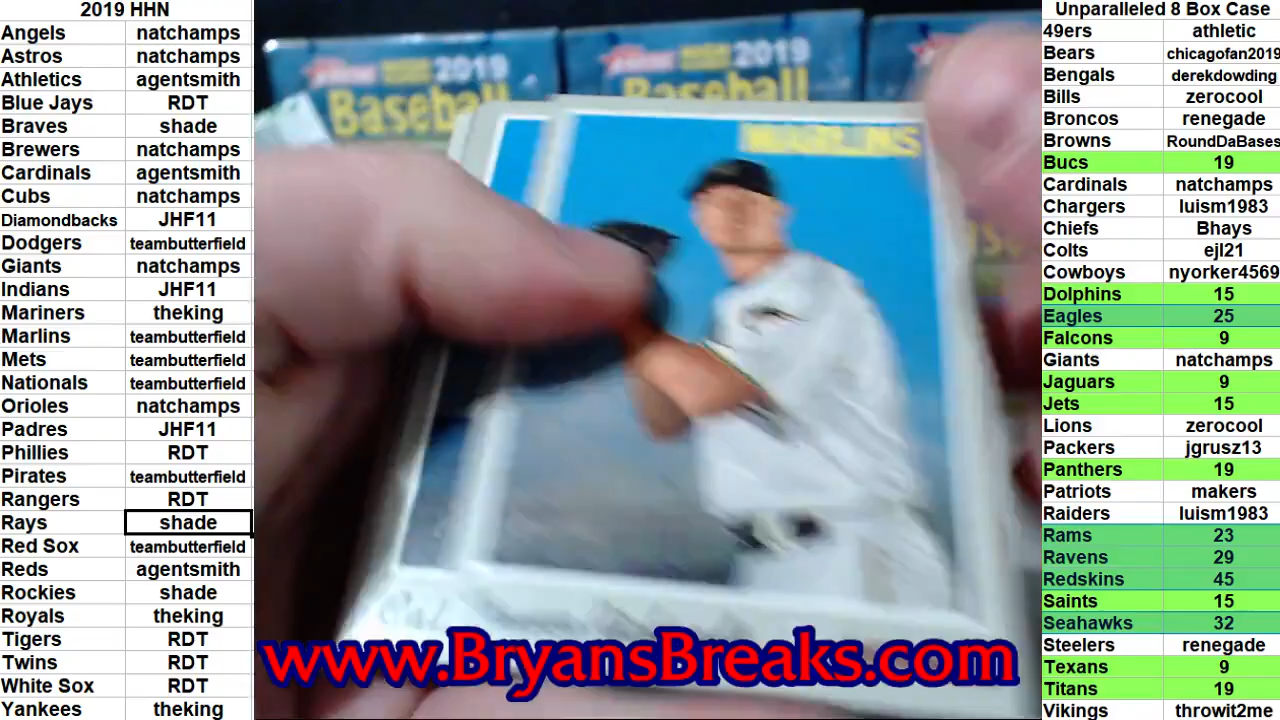 2019 HHN
Angels natchamps
Astros natchamps
Athletics agentsmith
Blue Jays RDT
Braves shade
Brewers natchamps
Cardinals agentsmith
Cubs natchamps
Diamondbacks JHF11
Dodgers teambutterfield
Giants natchamps
Indians JHF11
Mariners theking
Marlins teambutterfield
Mets teambutterfield
Nationals teambutterfield
Orioles natchamps
Padres JHF11
Phillies RDT
Pirates teambutterfield
Rangers RDT
Rays shade
Red Sox teambutterfield
Reds agentsmith
Rockies shade
Royals theking
Tigers RDT
Twins RDT
White Sox RDT
Yankees theking
2019
Baseball
2019
Baseball
MARLINS
www.BryansBreaks.com
Unparalleled 8 Box Case
49ers athletic
Bears chicagofan2019
Bengals derekdowding
Bills zerocool
Broncos renegade
Browns RoundDaBases
Bucs 19
Cardinals natchamps
Chargers luism1983
Chiefs Bhays
Colts ejl21
Cowboys nyorker4569
Dolphins 15
Eagles 25
Falcons 9
Giants natchamps
Jaguars 9
Jets 15
Lions zerocool
Packers jgrusz13
Panthers 19
Patriots makers
Raiders luism1983
Rams 23
Ravens 29
Redskins 45
Saints 15
Seahawks 32
Steelers renegade
Texans 9
Titans 19
Vikings throwit2me